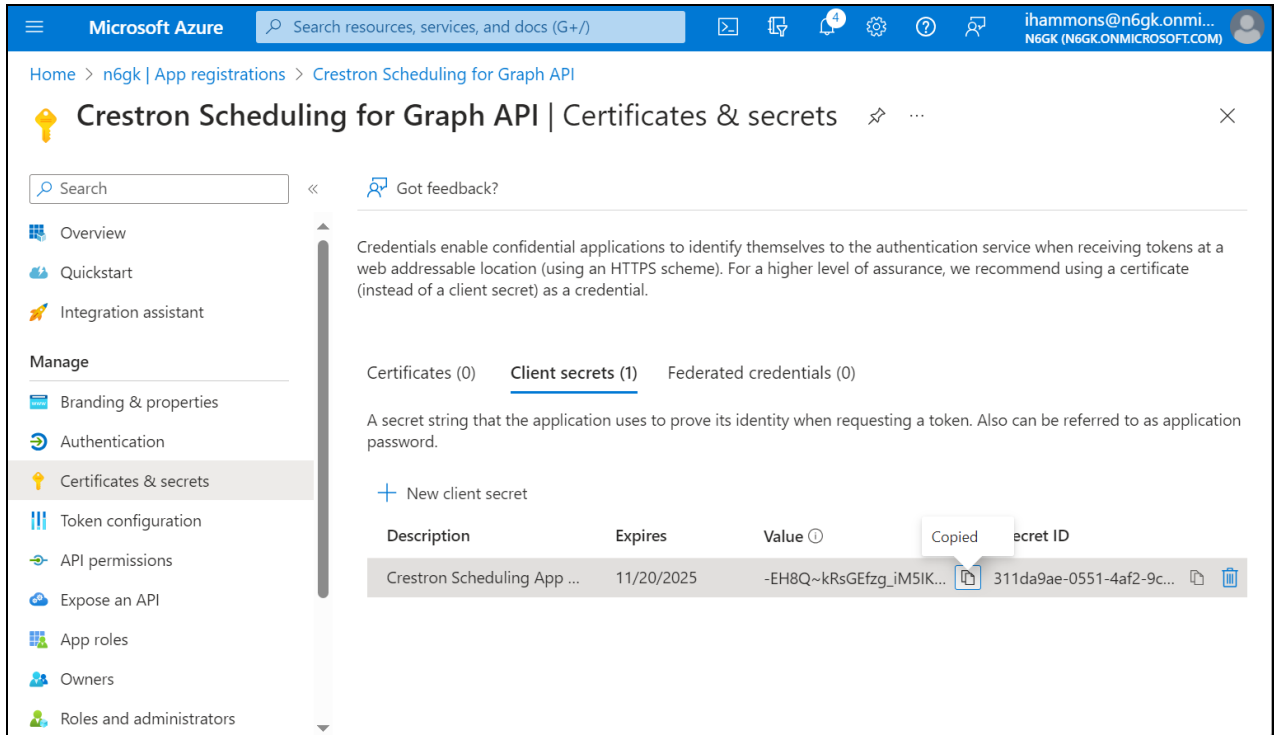 Microsoft Azure
Search resources, services, and docs (G+/)
4
ihammons@n6gk.onmi...
N6GK (N6GK.ONMICROSOFT.COM)
Home > n6gk | App registrations > Crestron Scheduling for Graph API
Crestron Scheduling for Graph API | Certificates & secrets
Search
Got feedback?
Overview
Quickstart
Integration assistant
Manage
Branding & properties
Authentication
Certificates & secrets
Token configuration
API permissions
Expose an API
App roles
Owners
Roles and administrators
Credentials enable confidential applications to identify themselves to the authentication service when receiving tokens at a
web addressable location (using an HTTPS scheme). For a higher level of assurance, we recommend using a certificate
(instead of a client secret) as a credential.
Certificates (0) Client secrets (1) Federated credentials (0)
A secret string that the application uses to prove its identity when requesting a token. Also can be referred to as application
password.
New client secret
Description Expires Value Copied ecret ID
Crestron Scheduling App ... 11/20/2025 -EH8Q~kRsGEfzg_iM5IK... 311da9ae-0551-4af2-9c...